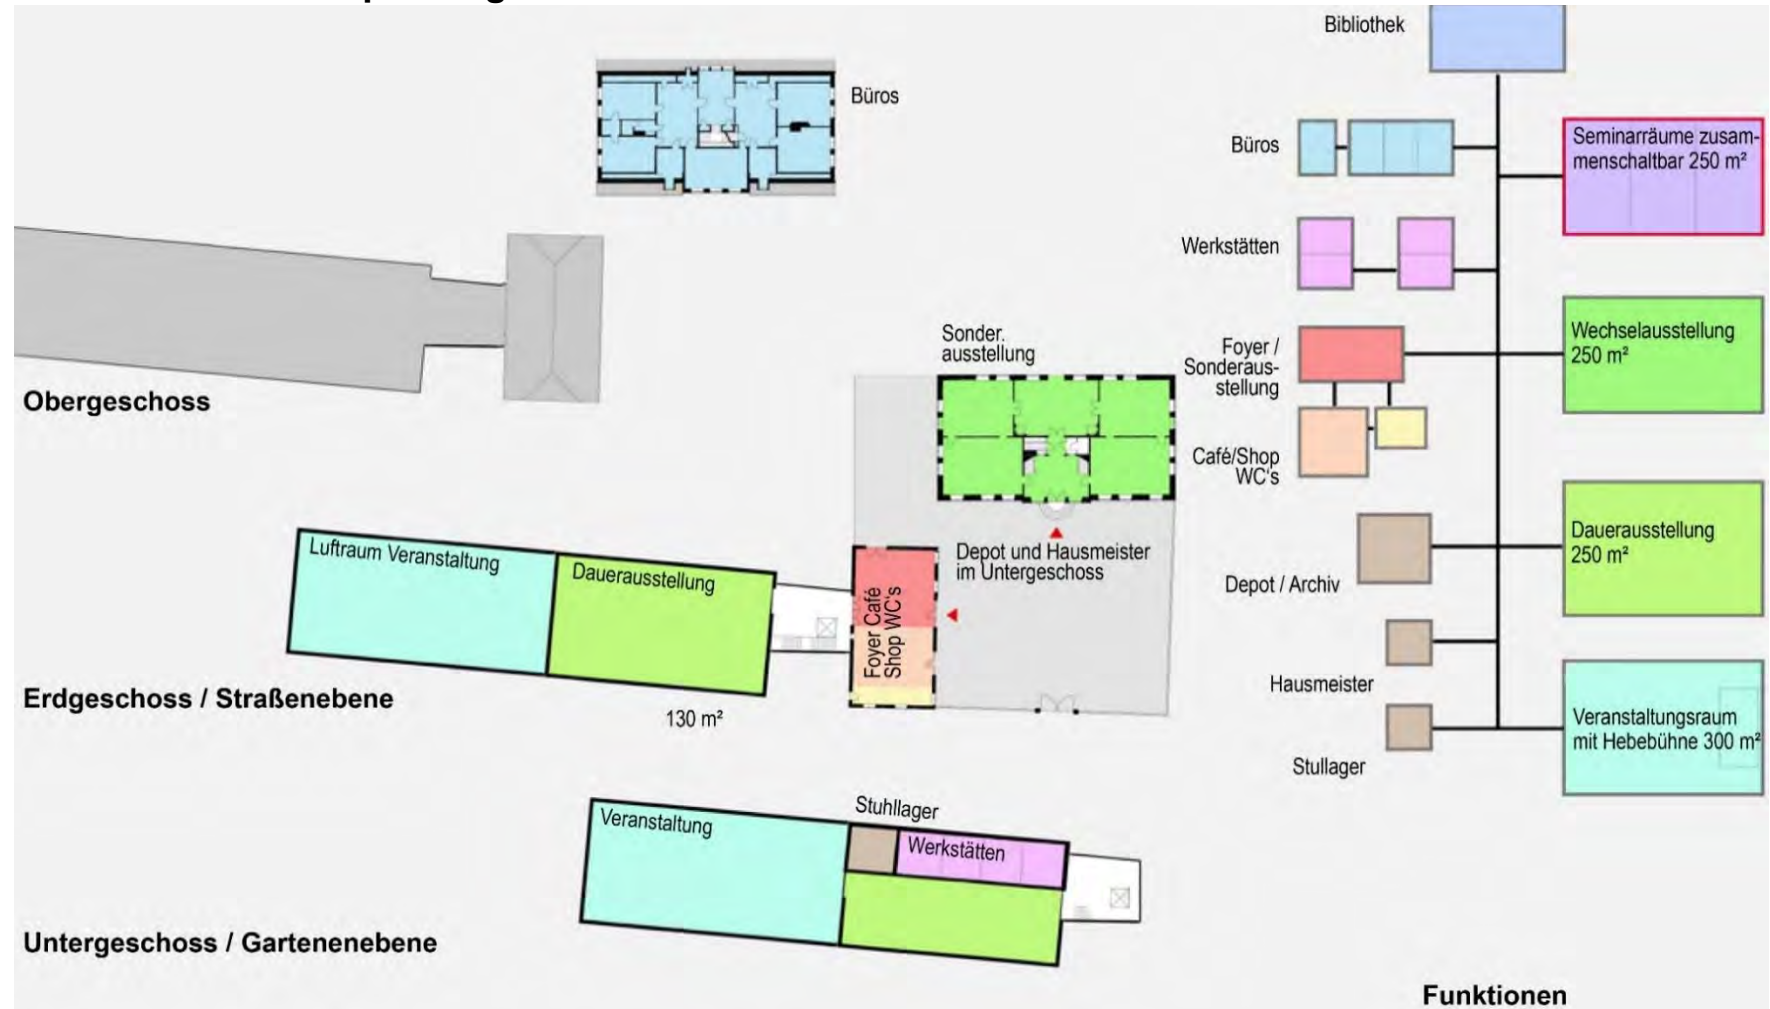 Bibliothek
Büros
Büros
Seminarräume zusam-
menschaltbar 250 m²
Werkstätten
Sonder.
ausstellung
Foyer /
Sonderaus-
stellung
Wechselausstellung
250 m²
Obergeschoss
Café/Shop
WC's
Luftraum Veranstaltung
Dauerausstellung
Depot und Hausmeister
im Untergeschoss
Foyer Café
Shop WC's
Dauerausstellung
250 m²
Depot / Archiv
Erdgeschoss / Straßenebene
130 m²
Hausmeister
Veranstaltungsraum
mit Hebebühne 300 m²
Stullager
Stuhllager
Veranstaltung
Werkstätten
Untergeschoss / Gartenenebene
Funktionen